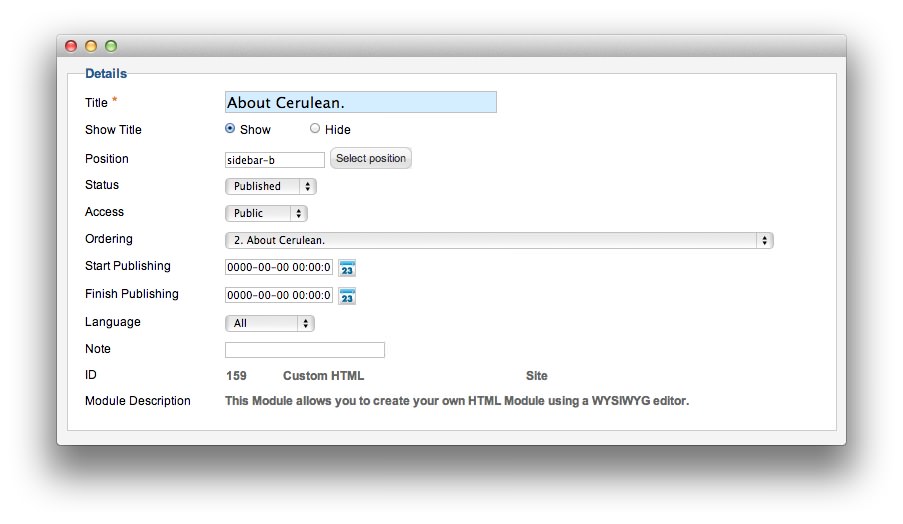 Details
Title * About Cerulean.
Show Title Show Hide
Position sidebar-b Select position
Status Published
Access Public
Ordering 2. About Cerulean.
Start Publishing 0000-00-00 00:00:0 23
Finish Publishing 0000-00-00 00:00:0 23
Language All
Note
ID 159 Custom HTML Site
Module Description This Module allows you to create your own HTML Module using a WYSIWYG editor.